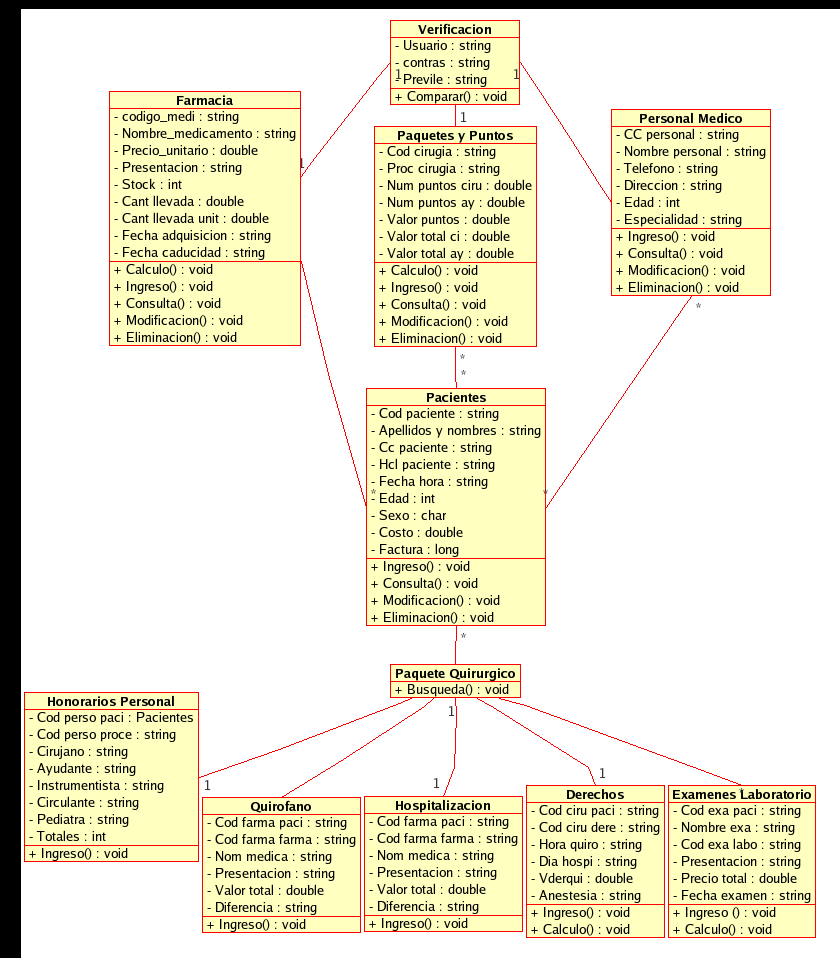 Verificacion
- Usuario : string
- contras : string
- Previle : string
+ Comparar() : void
1
1
1
1
Farmacia
- codigo_medi : string
- Nombre_medicamento : string
- Precio_unitario : double
- Presentacion : string
- Stock : int
- Cant llevada : double
- Cant llevada unit : double
- Fecha adquisicion : string
- Fecha caducidad : string
+ Calculo() : void
+ Ingreso() : void
+ Consulta() : void
+ Modificacion() : void
+ Eliminacion() : void
Paquetes y Puntos
- Cod cirugia : string
- Proc cirugia : string
- Num puntos ciru : double
- Num puntos ay : double
- Valor puntos : double
- Valor total ci : double
- Valor total ay : double
+ Calculo() : void
+ Ingreso() : void
+ Consulta() : void
+ Modificacion() : void
+ Eliminacion() : void
Personal Medico
- CC personal : string
- Nombre personal : string
- Telefono : string
- Direccion : string
- Edad : int
- Especialidad : string
+ Ingreso() : void
+ Consulta() : void
+ Modificacion() : void
+ Eliminacion() : void
*
*
*
Pacientes
- Cod paciente : string
- Apellidos y nombres : string
- Cc paciente : string
- Hcl paciente : string
- Fecha hora : string
- Edad : int
- Sexo : char
- Costo : double
- Factura : long
+ Ingreso() : void
+ Consulta() : void
+ Modificacion() : void
+ Eliminacion() : void
*
*
*
Paquete Quirurgico
+ Busqueda() : void
1
1
1
1
Honorarios Personal
- Cod perso paci : Pacientes
- Cod perso proce : string
- Cirujano : string
- Ayudante : string
- Instrumentista : string
- Circulante : string
- Pediatra : string
- Totales : int
+ Ingreso() : void
Quirofano
- Cod farma paci : string
- Cod farma farma : string
- Nom medica : string
- Presentacion : string
- Valor total : double
- Diferencia : string
+ Ingreso() : void
Hospitalizacion
- Cod farma paci : string
- Cod farma farma : string
- Nom medica : string
- Presentacion : string
- Valor total : double
- Diferencia : string
+ Ingreso() : void
Derechos
- Cod ciru paci : string
- Cod ciru dere : string
- Hora quiro : string
- Dia hospi : string
- Vderqui : double
- Anestesia : string
+ Ingreso() : void
+ Calculo() : void
Examenes Laboratorio
- Cod exa paci : string
- Nombre exa : string
- Cod exa labo : string
- Presentacion : string
- Precio total : double
- Fecha examen : string
+ Ingreso () : void
+ Calculo() : void